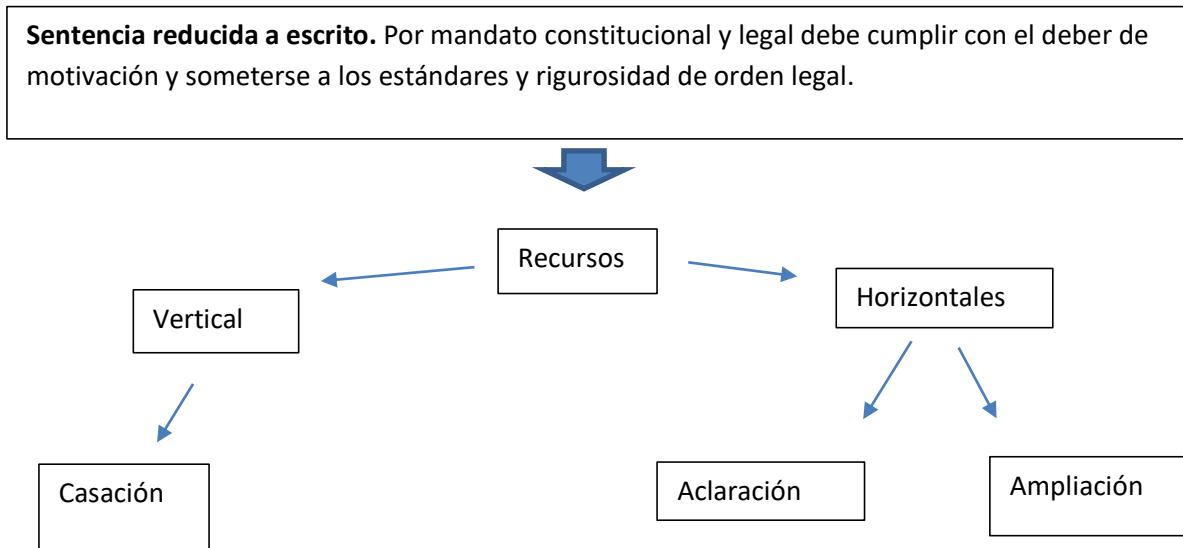 Sentencia reducida a escrito. Por mandato constitucional y legal debe cumplir con el deber de
motivación y someterse a los estándares y rigurosidad de orden legal.
Recursos
Vertical
Horizontales
Casación
Aclaración
Ampliación